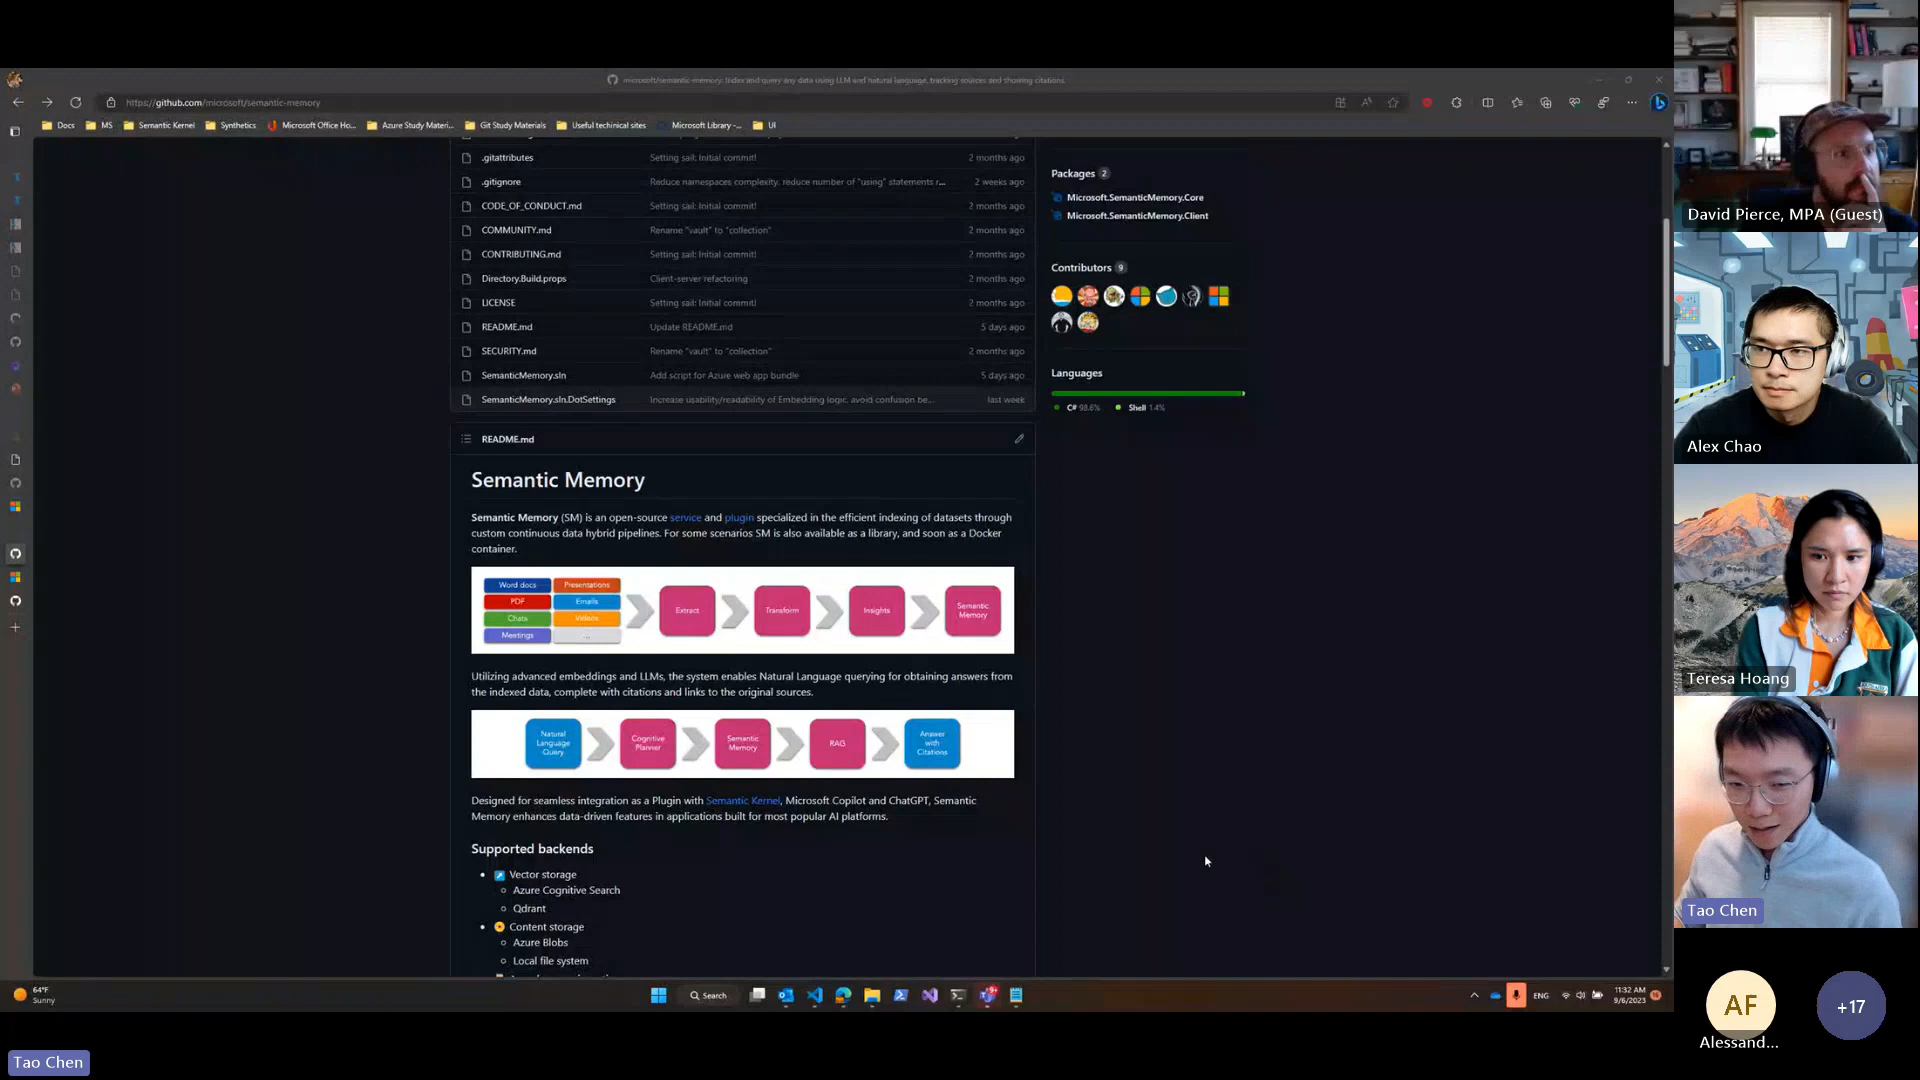 microsoft/semantic-memory: Index and query any data using LLM and natural language, tracking sources and showing citations.
https://github.com/microsoft/semantic-memory
Docs MS Semantic Kernel Synthetics Microsoft Office Ho... Azure Study Materi... Git Study Materials Useful techinical sites Microsoft Library -... UI
.gitattributes Setting sail: Initial commit! 2 months ago
.gitignore Reduce namespaces complexity, reduce number of "using" statements r... 2 weeks ago
CODE_OF_CONDUCT.md Setting sail: Initial commit! 2 months ago
COMMUNITY.md Rename "vault" to "collection" 2 months ago
CONTRIBUTING.md Setting sail: Initial commit! 2 months ago
Directory.Build.props Client-server refactoring 2 months ago
LICENSE Setting sail: Initial commit! 2 months ago
README.md Update README.md 5 days ago
SECURITY.md Rename "vault" to "collection" 2 months ago
SemanticMemory.sln Add script for Azure web app bundle 5 days ago
SemanticMemory.sln.DotSettings Increase usability/readability of Embedding logic, avoid confusion be... last week
Packages 2
Microsoft.SemanticMemory.Core
Microsoft.SemanticMemory.Client
Contributors 9
Languages
C# 98.6% Shell 1.4%
README.md
Semantic Memory
Semantic Memory (SM) is an open-source service and plugin specialized in the efficient indexing of datasets through
custom continuous data hybrid pipelines. For some scenarios SM is also available as a library, and soon as a Docker
container.
Word docs Presentations
PDF Emails
Chats Videos
Meetings ...
Extract
Transform
Insights
Semantic
Memory
Utilizing advanced embeddings and LLMs, the system enables Natural Language querying for obtaining answers from
the indexed data, complete with citations and links to the original sources.
Natural
Language
Query
Cognitive
Planner
Semantic
Memory
RAG
Answer
with
Citations
Designed for seamless integration as a Plugin with Semantic Kernel, Microsoft Copilot and ChatGPT, Semantic
Memory enhances data-driven features in applications built for most popular AI platforms.
Supported backends
Vector storage
Azure Cognitive Search
Qdrant
Content storage
Azure Blobs
Local file system
64°F
Sunny
Search
ENG
11:32 AM
9/6/2023
David Pierce, MPA (Guest)
Alex Chao
Teresa Hoang
Tao Chen
AF
Alessand...
+17
Tao Chen